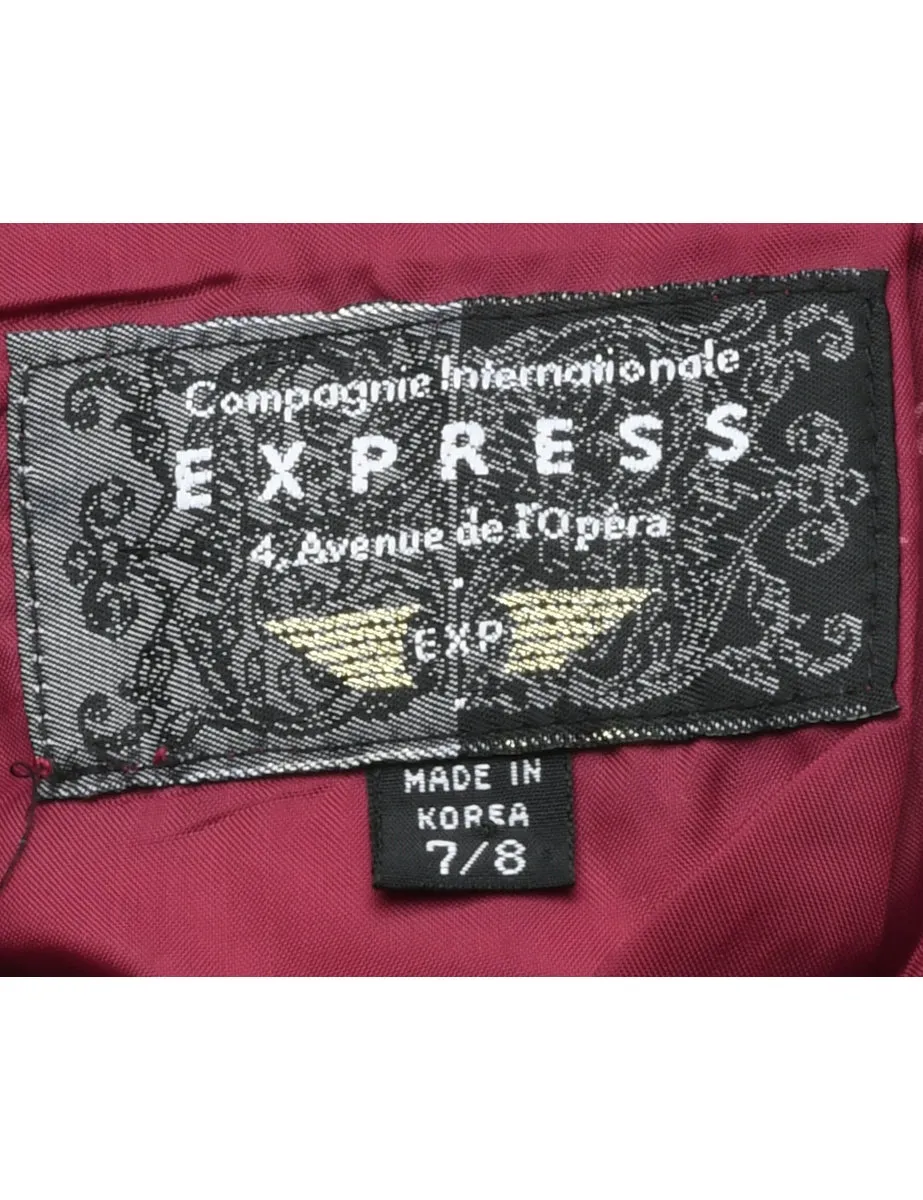 Compagnie Internationale
EXPRESS
4, Avenue de l'Opéra
EXP
MADE IN
KOREA
7/8